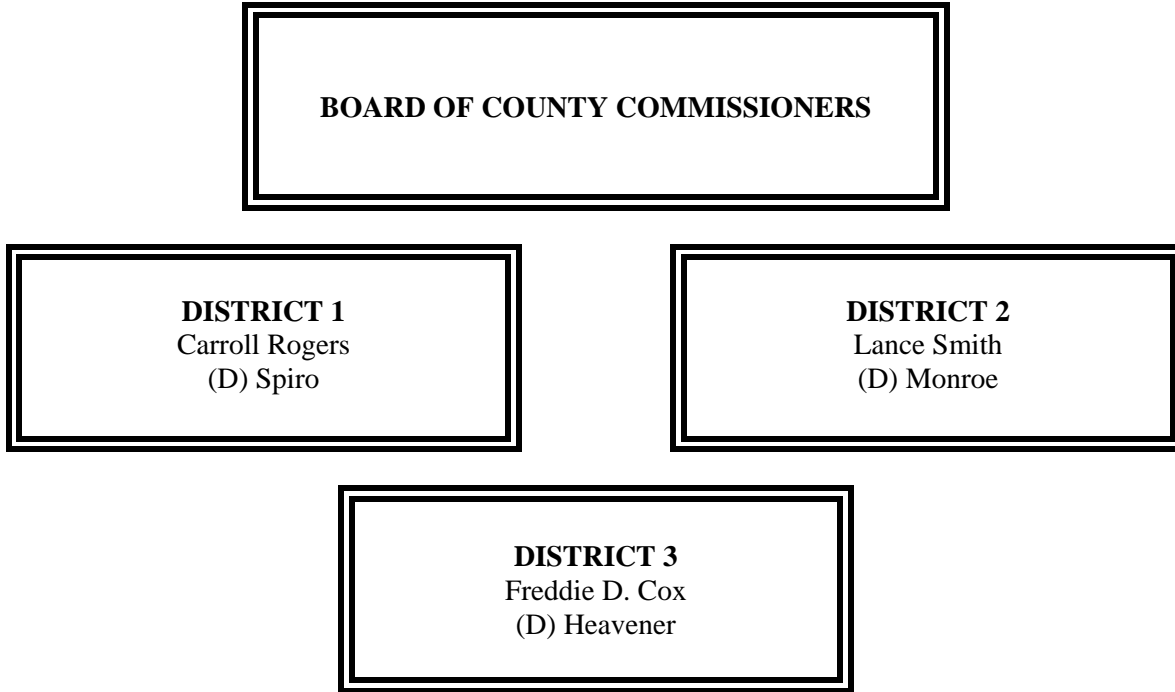 BOARD OF COUNTY COMMISSIONERS
DISTRICT 1
Carroll Rogers
(D) Spiro
DISTRICT 2
Lance Smith
(D) Monroe
DISTRICT 3
Freddie D. Cox
(D) Heavener